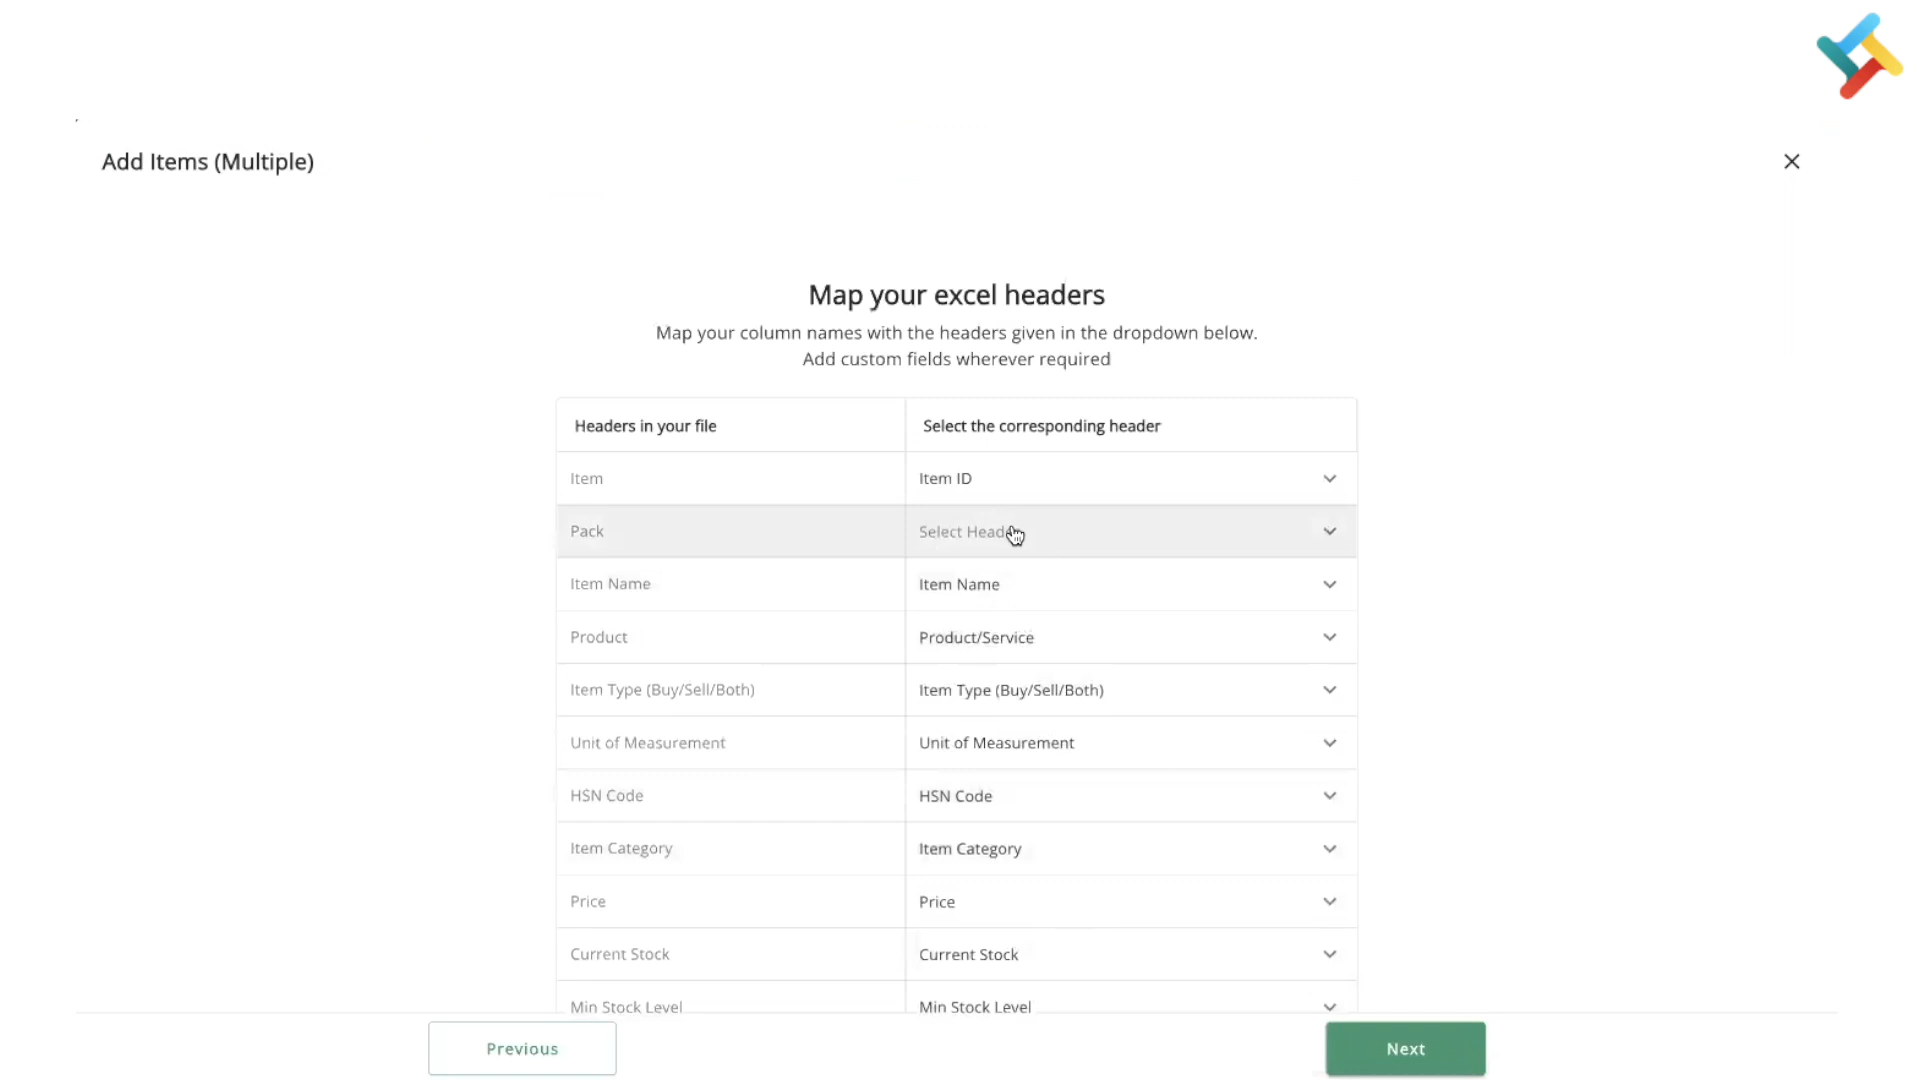 Add Items (Multiple)
Map your excel headers
Map your column names with the headers given in the dropdown below.
Add custom fields wherever required
Headers in your file
Select the corresponding header
Item
Item ID
Pack
Select Head
Item Name
Item Name
Product
Product/Service
Item Type (Buy/Sell/Both)
Item Type (Buy/Sell/Both)
Unit of Measurement
Unit of Measurement
HSN Code
HSN Code
Item Category
Item Category
Price
Price
Current Stock
Current Stock
Min Stock Level
Min Stock Level
Previous
Next